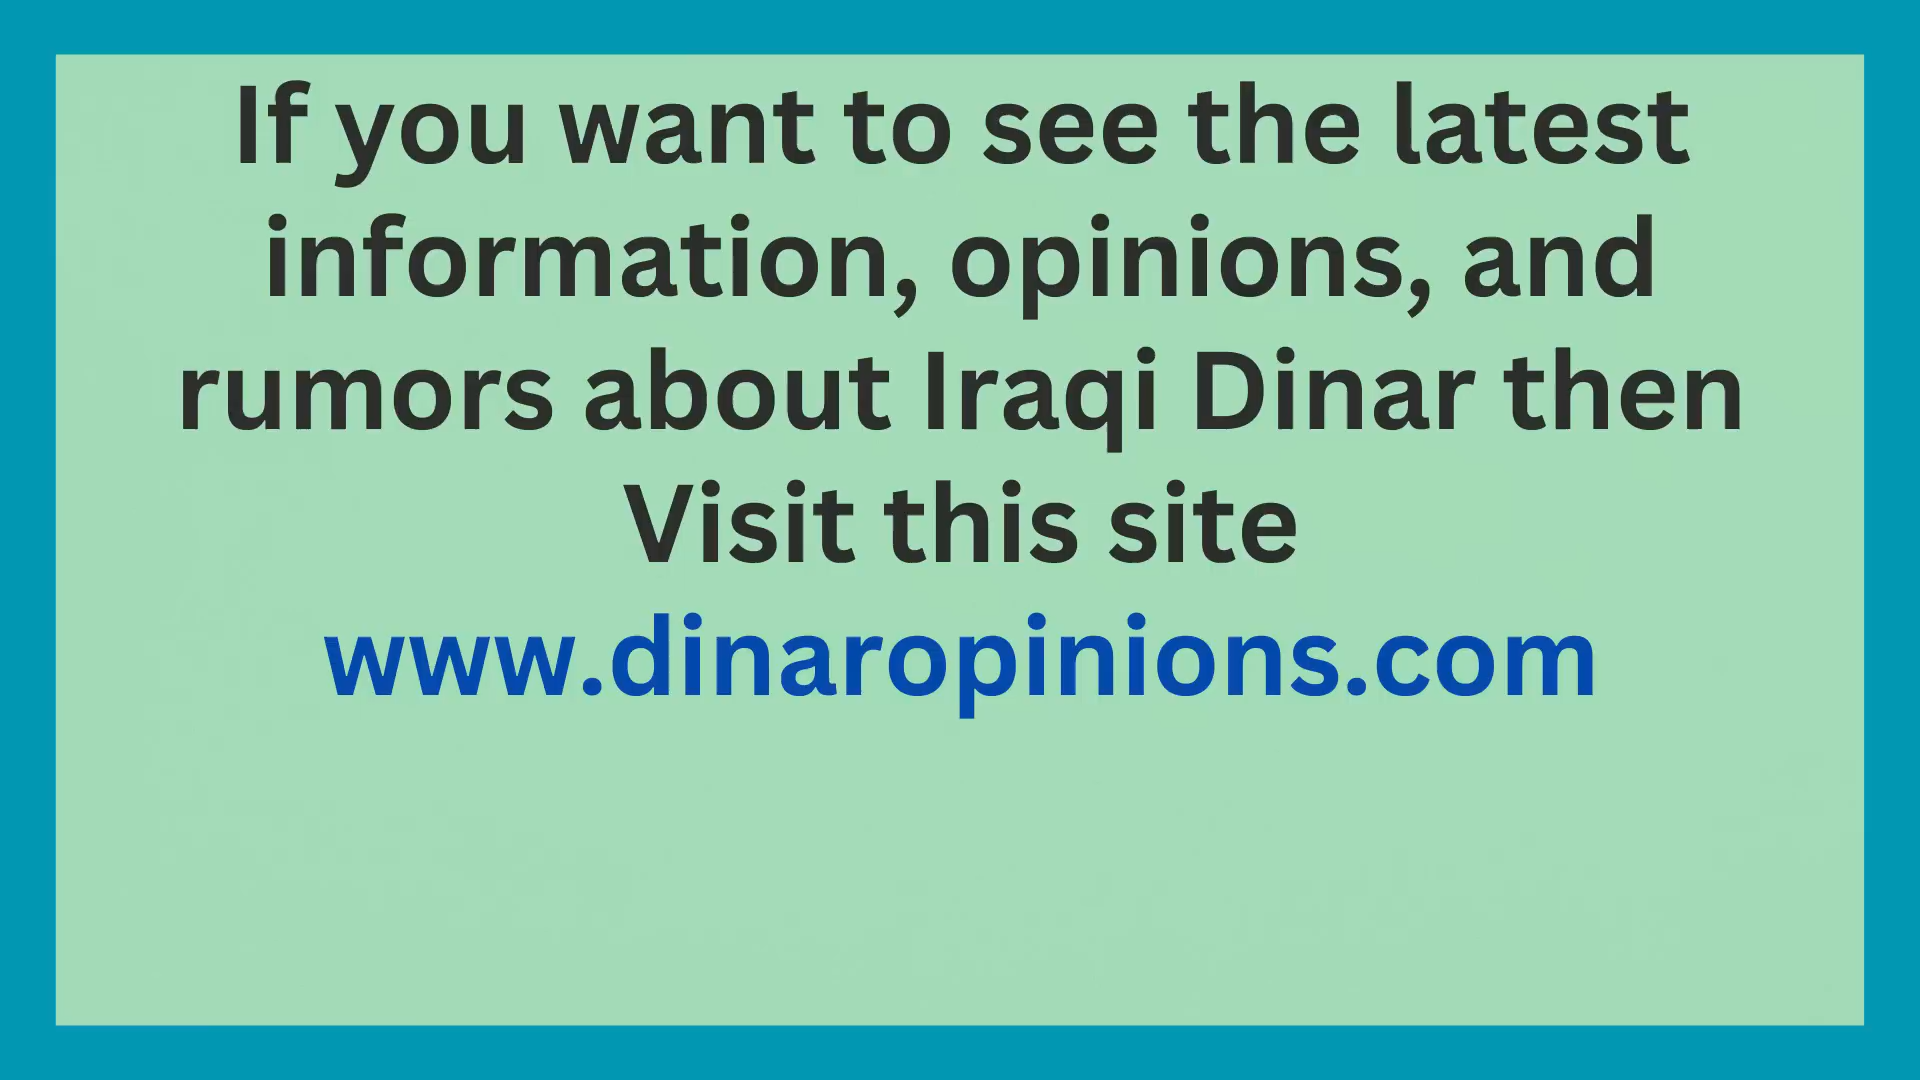 If you want to see the latest
information, opinions, and
rumors about Iraqi Dinar then
Visit this site
www.dinaropinions.com